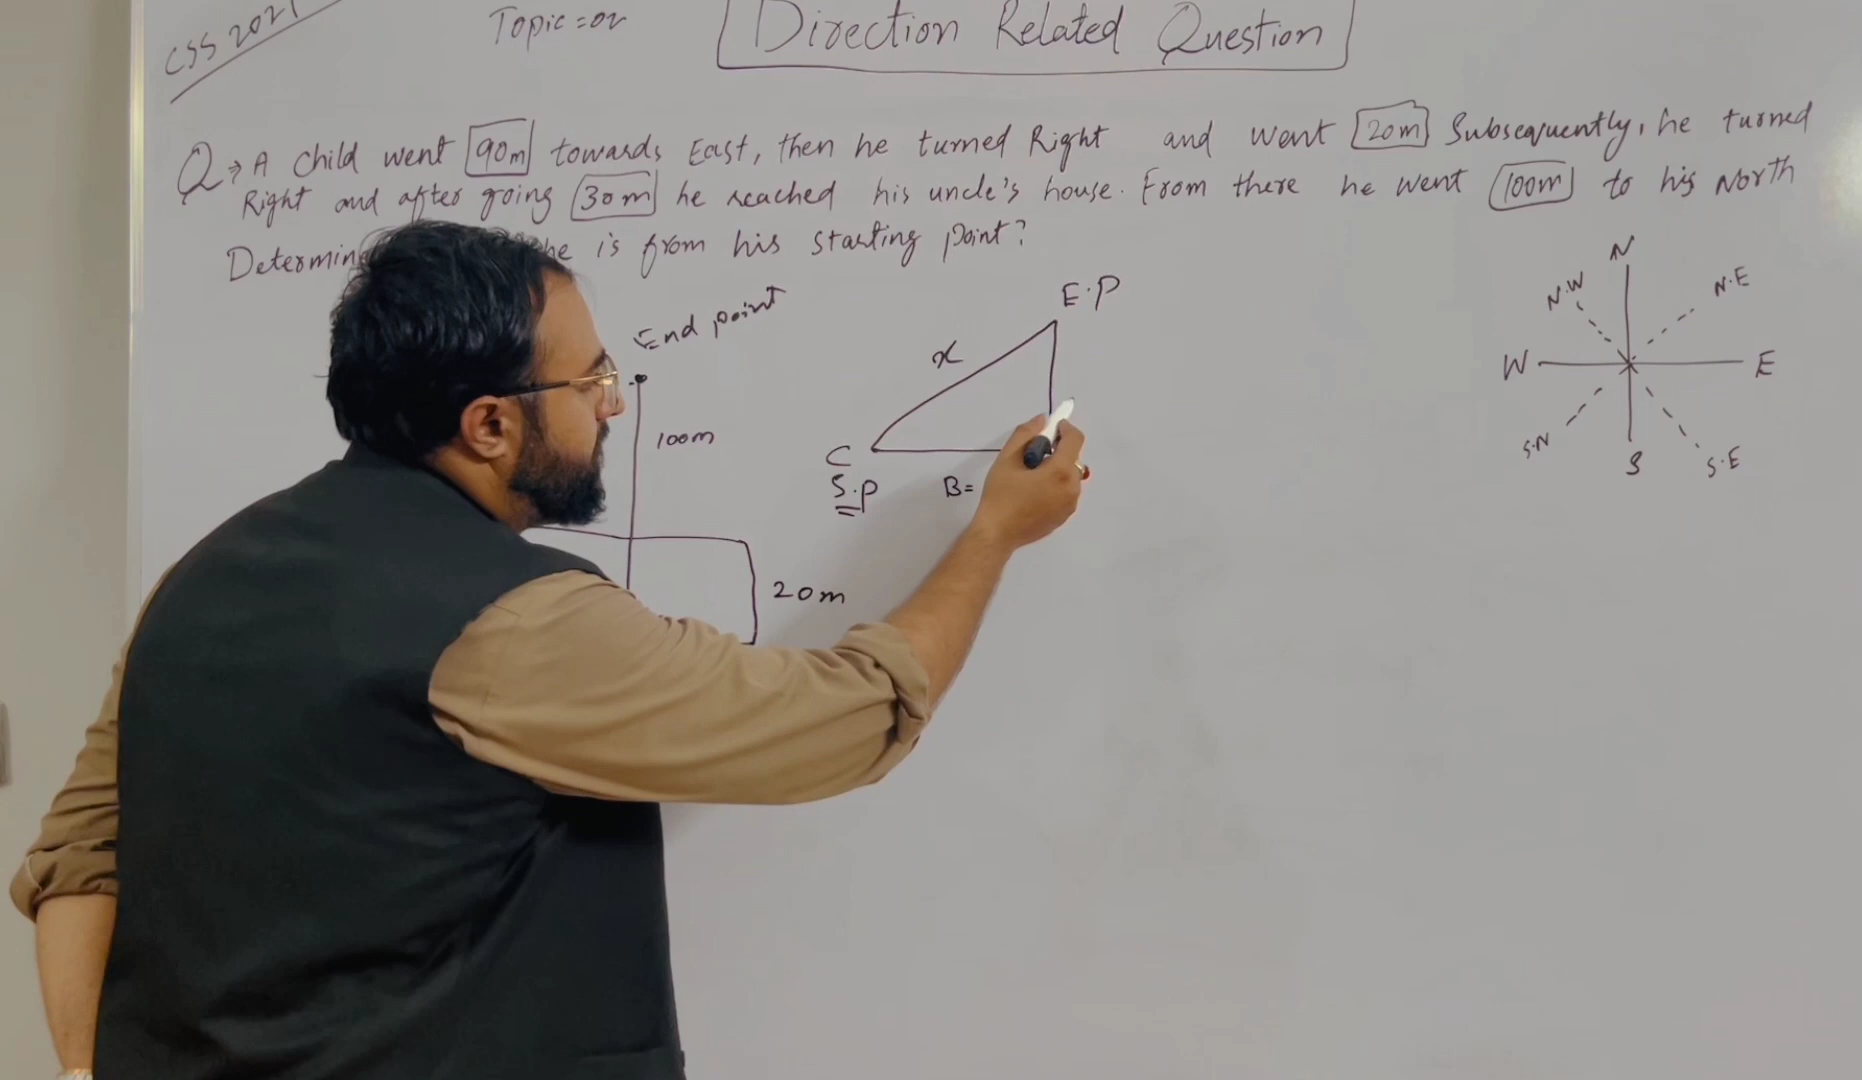 CSS 2021
Topic = 02
Direction Related Question
Q→ A child went 90m towards East, then he turned Right and went 20m Subsequently, he turned
Right and after going 30m he reached his uncle's house. From there he went 100m to his North
Determin he is from his starting point?
End point
100m
20m
E.P
x
C
S.P
B=
N
N.W
N.E
W
E
S.N
S
S.E